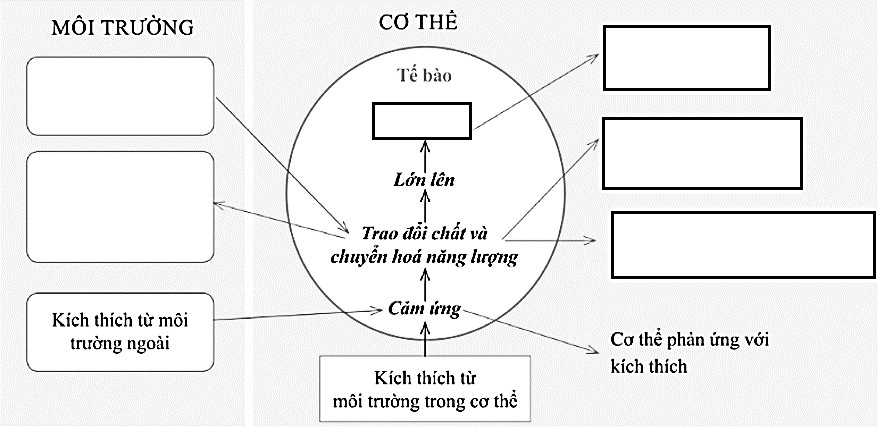 MÔI TRƯỜNG
CƠ THỂ
Tế bào
Lớn lên
Trao đổi chất và
chuyển hoá năng lượng
Cảm ứng
Kích thích từ môi
trường ngoài
Kích thích từ
môi trường trong cơ thể
Cơ thể phản ứng với
kích thích